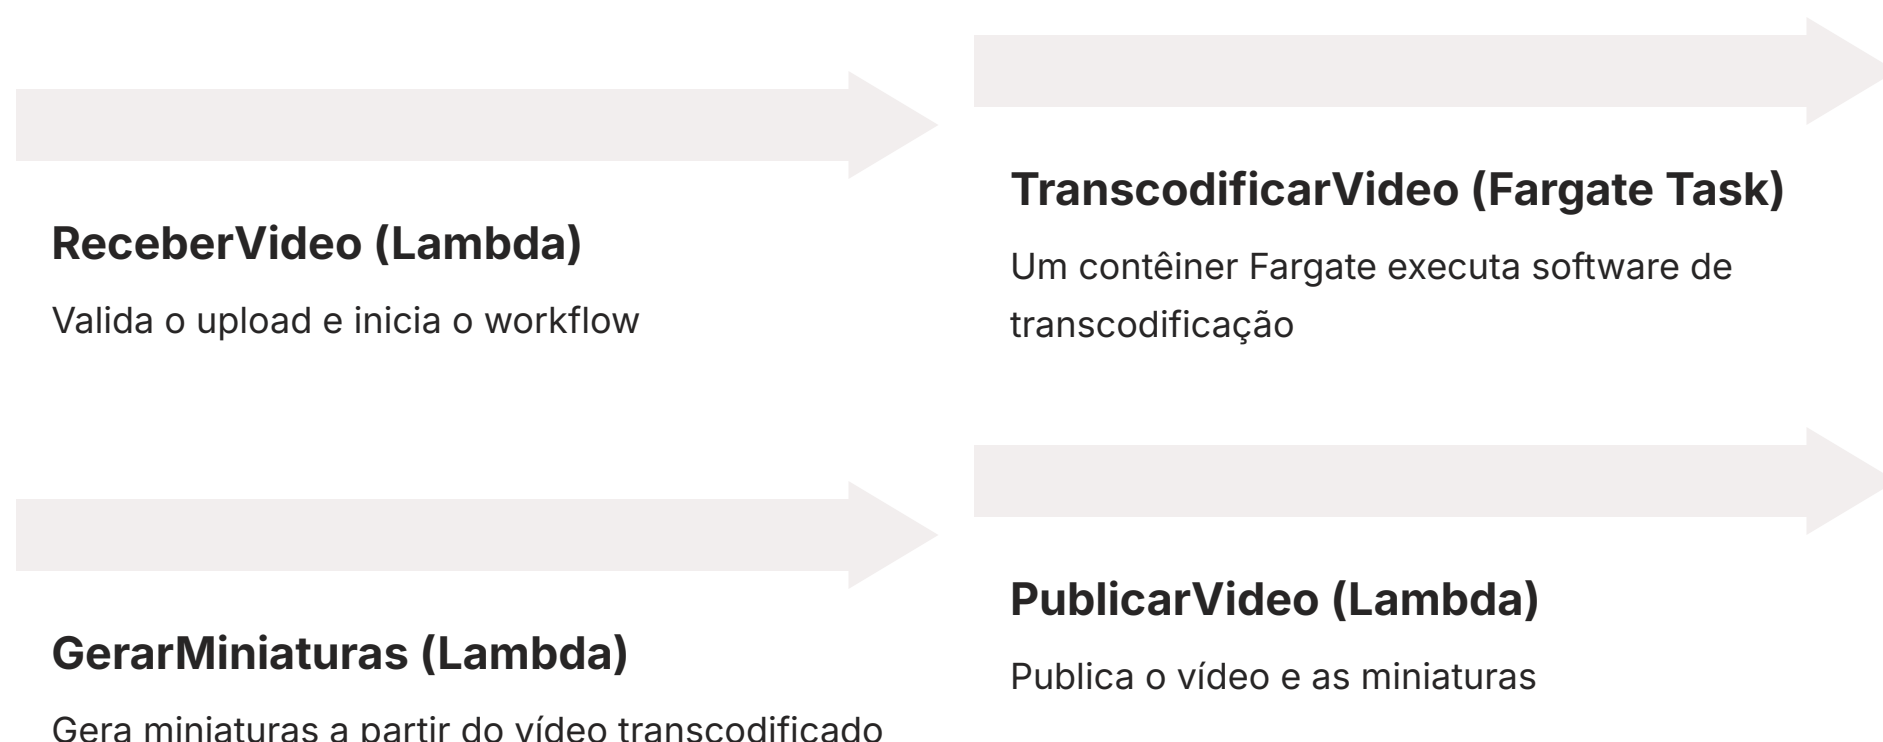 ReceberVideo (Lambda)
Valida o upload e inicia o workflow
TranscodificarVideo (Fargate Task)
Um contêiner Fargate executa software de
transcodificação
GerarMiniaturas (Lambda)
Gera miniaturas a partir do vídeo transcodificado
PublicarVideo (Lambda)
Publica o vídeo e as miniaturas